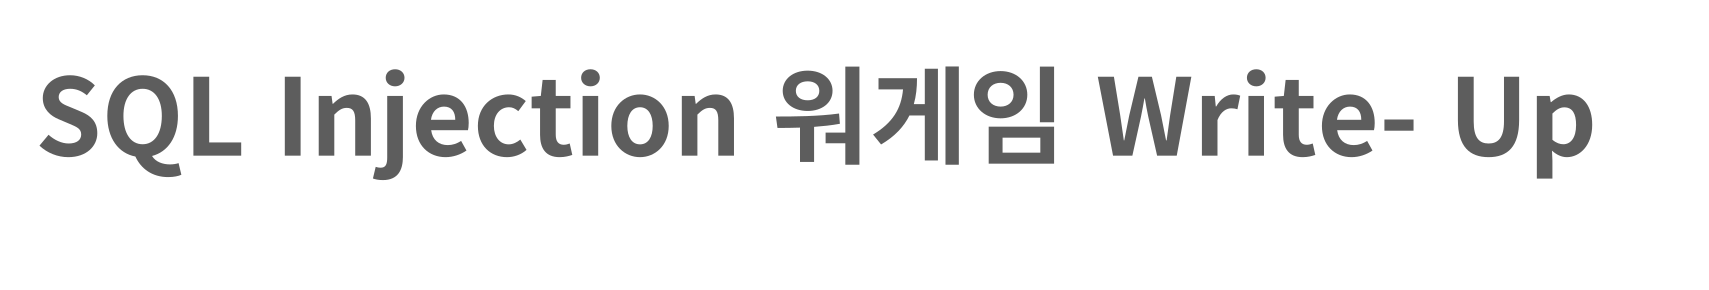 SQL Injection 워게임 Write- Up